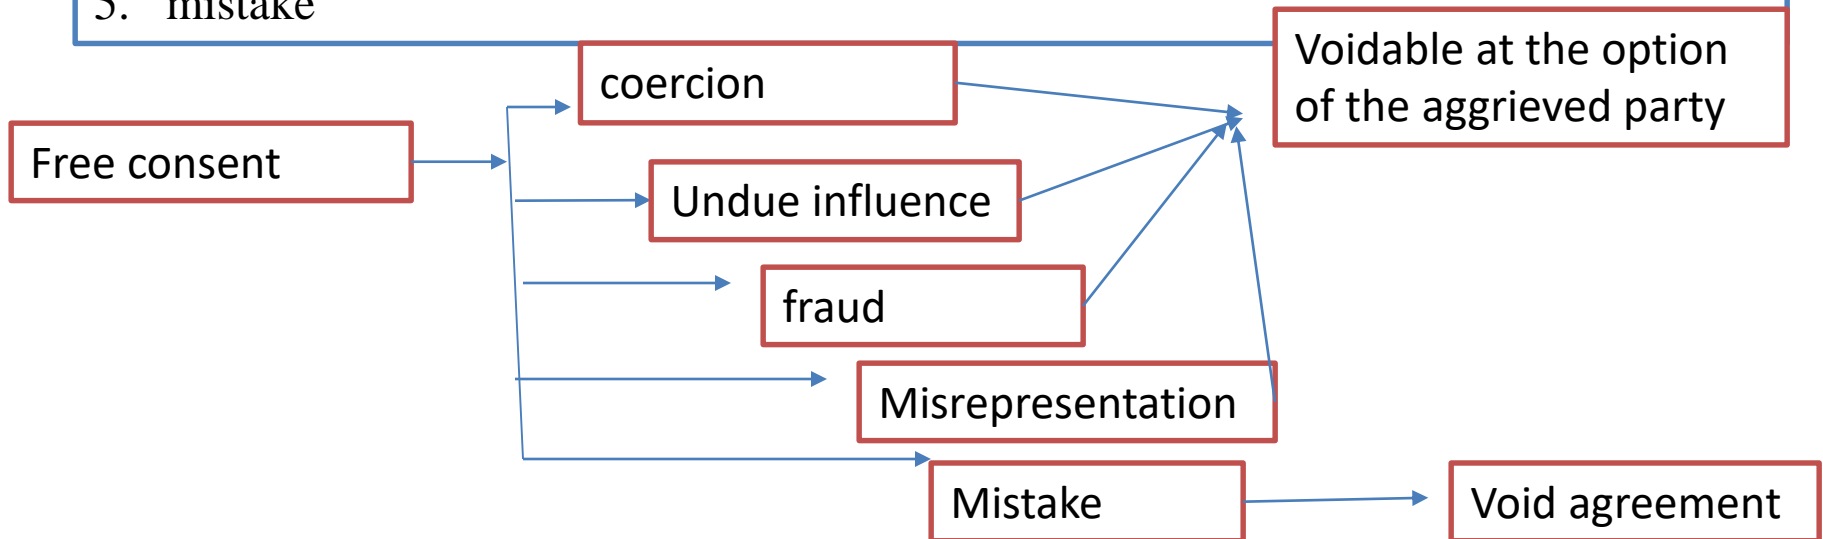 5. mistake
coercion
Voidable at the option
of the aggrieved party
Free consent
Undue influence
fraud
Misrepresentation
Mistake
Void agreement